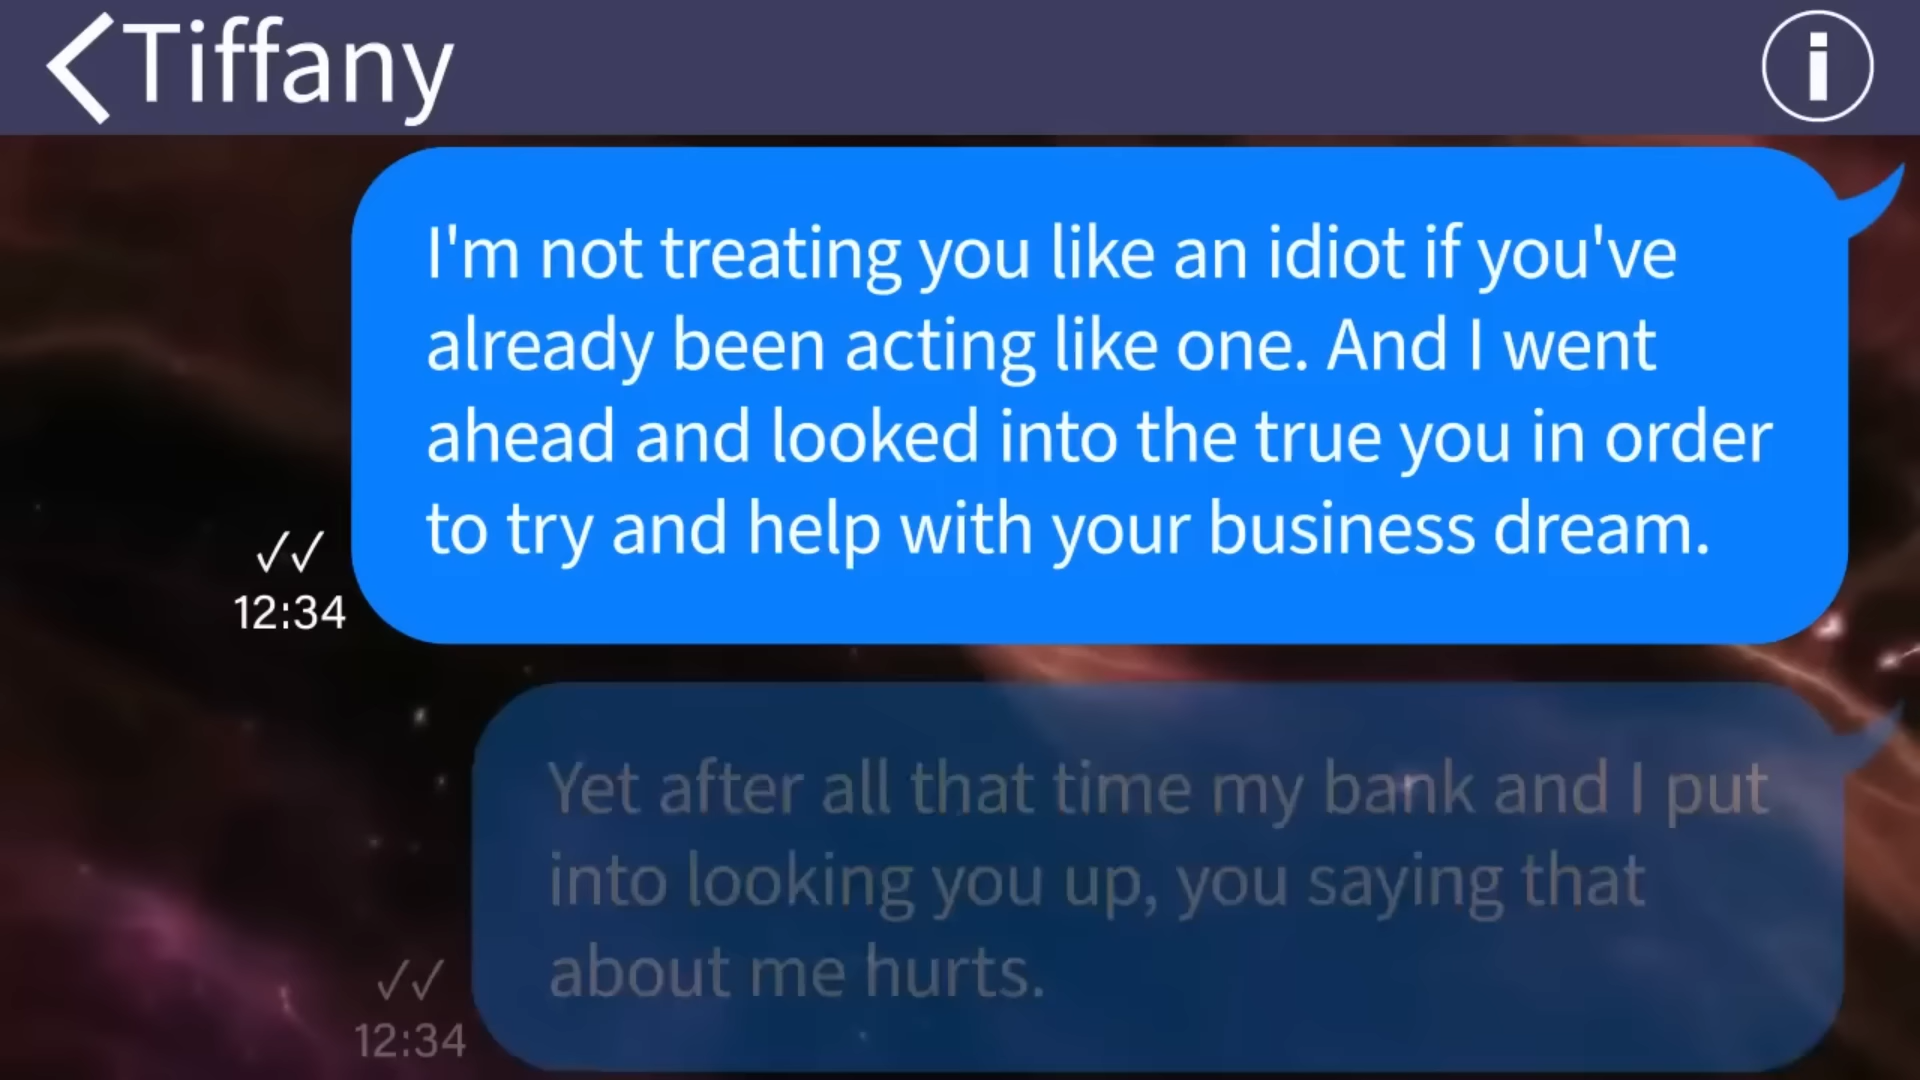 Tiffany
I'm not treating you like an idiot if you've
already been acting like one. And I went
ahead and looked into the true you in order
to try and help with your business dream.
12:34
Yet after all that time my bank and I put
into looking you up, you saying that
about me hurts.
12:34